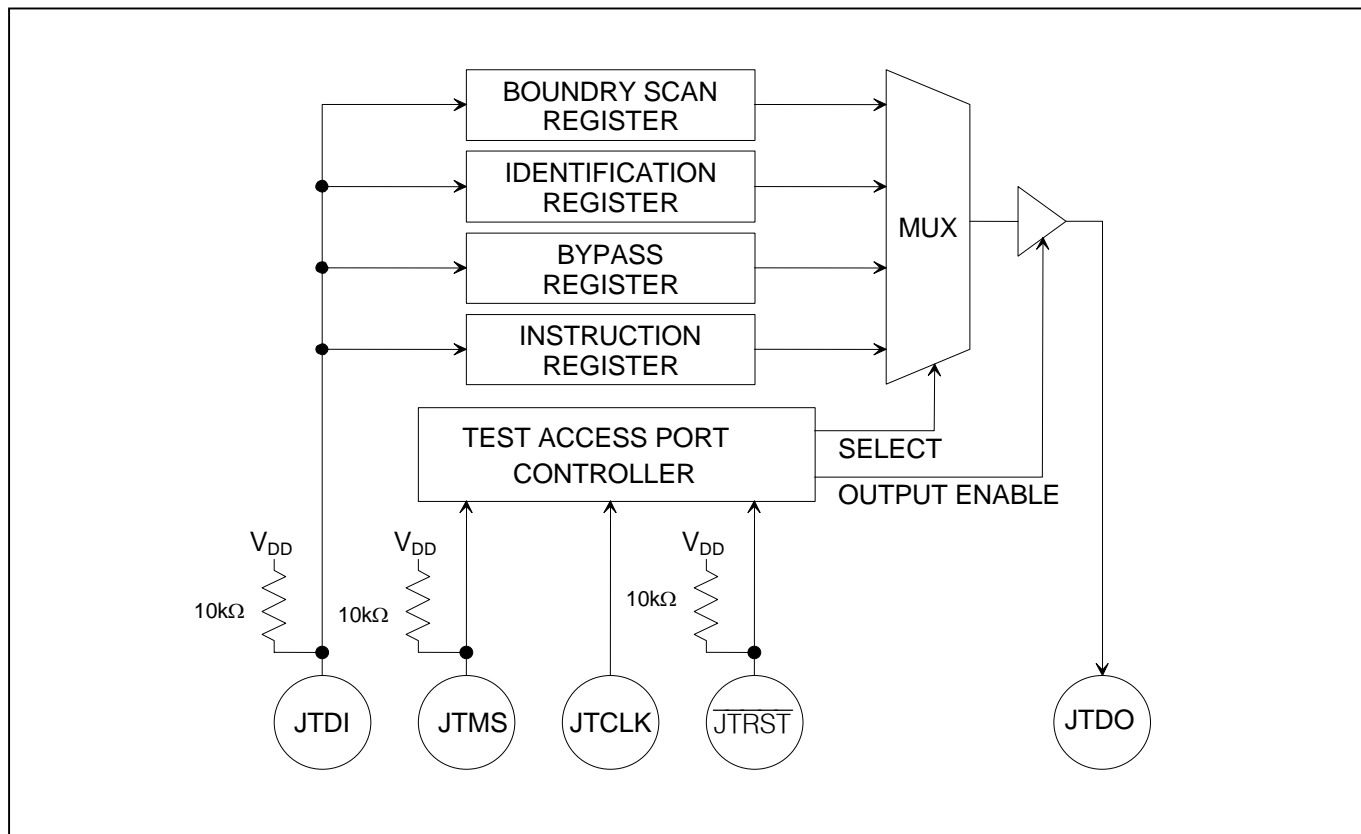 BOUNDRY SCAN
REGISTER
IDENTIFICATION
REGISTER
BYPASS
REGISTER
INSTRUCTION
REGISTER
MUX
TEST ACCESS PORT
CONTROLLER
SELECT
OUTPUT ENABLE
VDD
VDD
VDD
10kΩ
10kΩ
10kΩ
JTDI
JTMS
JTCLK
JTRST
JTDO